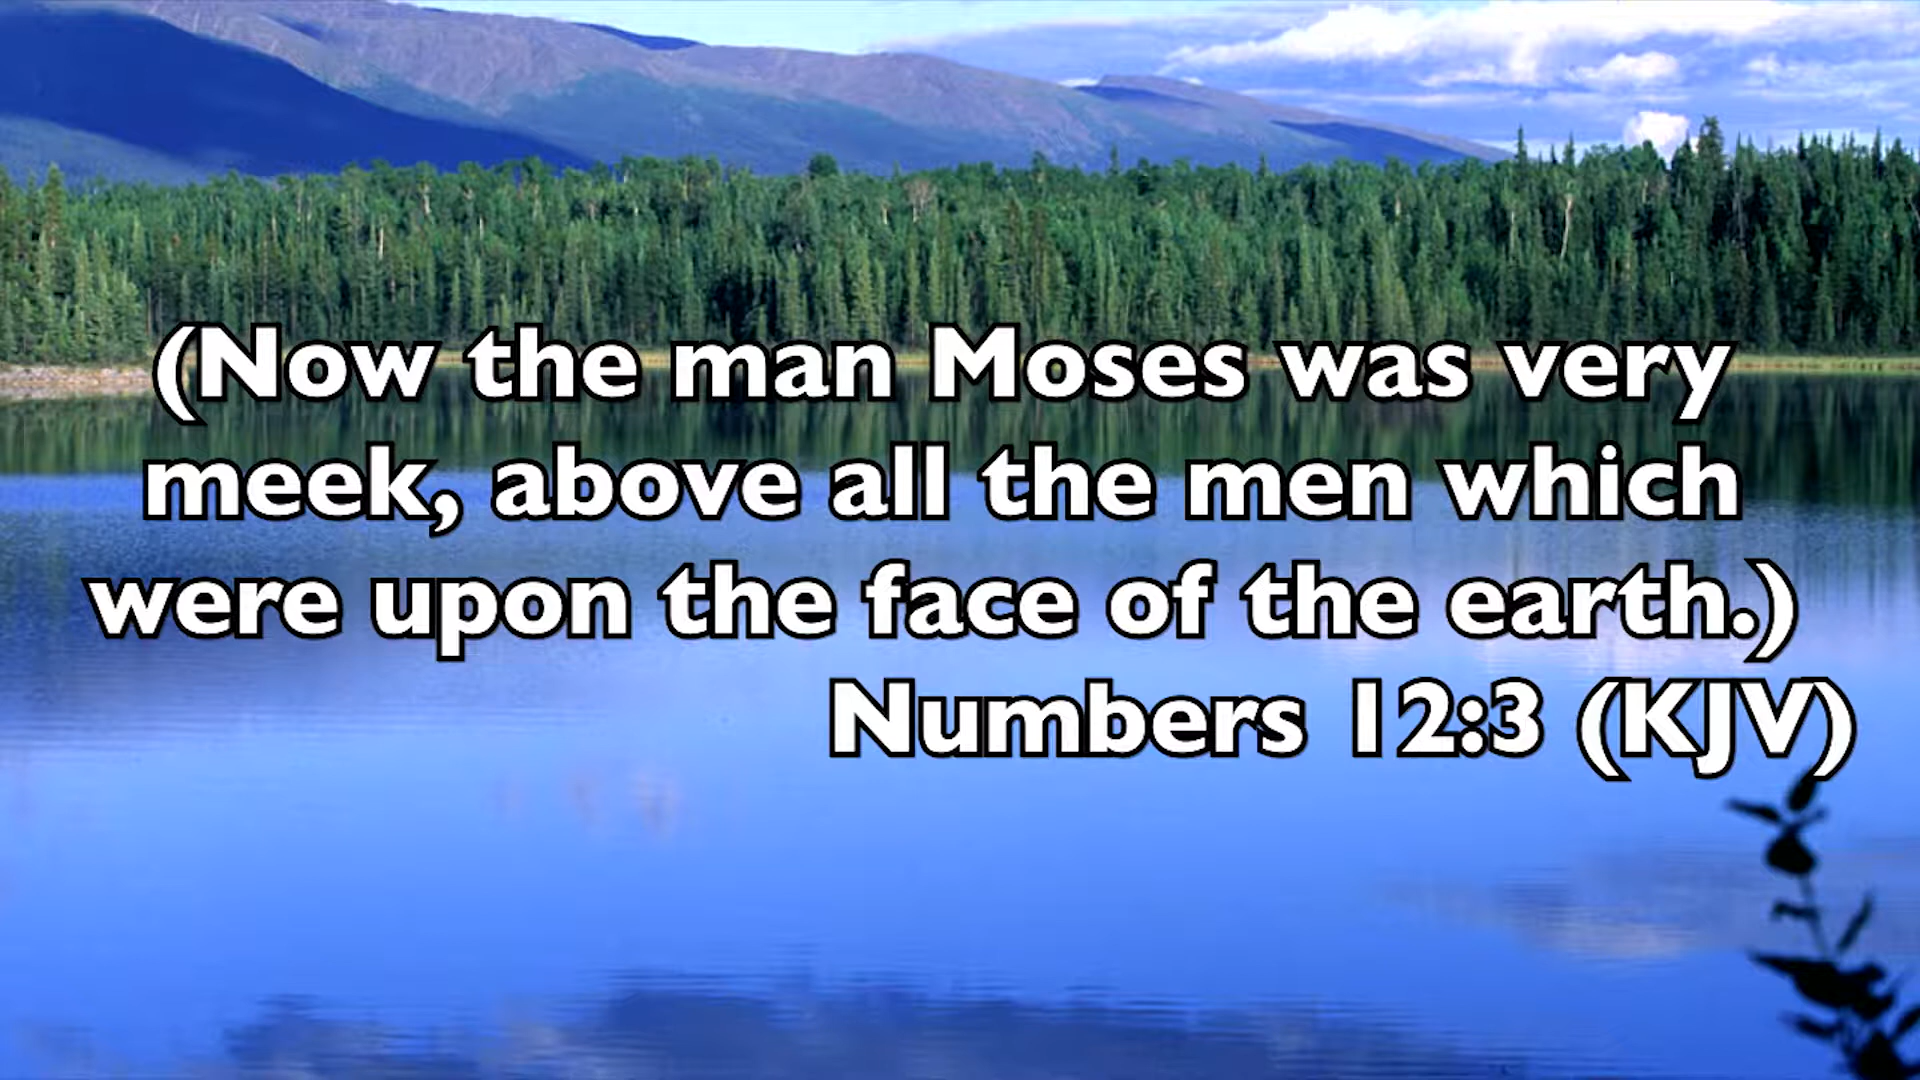 (Now the man Moses was very
meek, above all the men which
were upon the face of the earth.)
Numbers 12:3 (KJV)